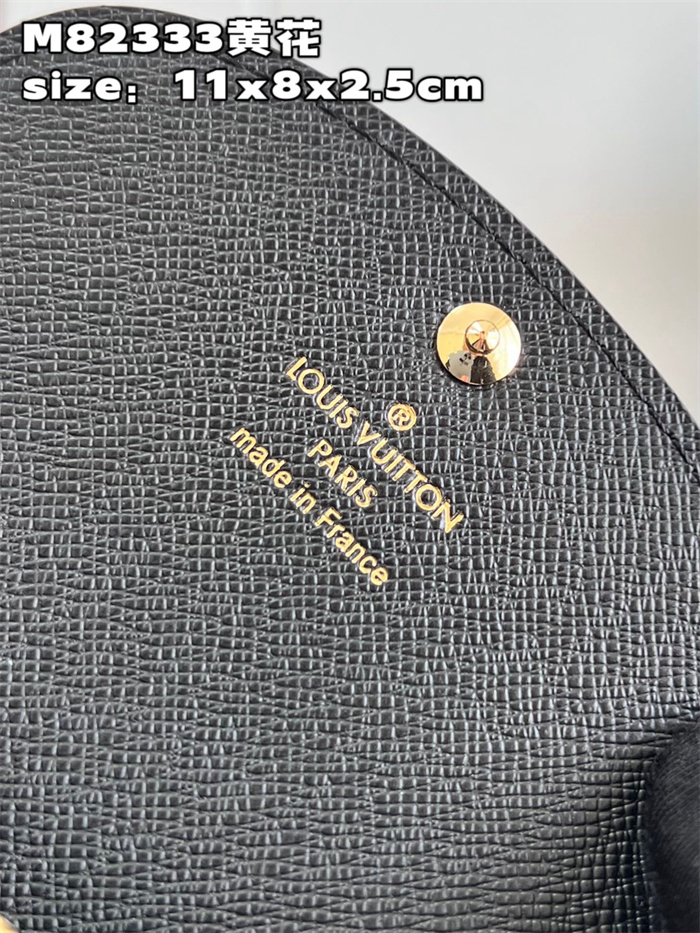 M82333黄花
size：11x8x2.5cm
®
LOUIS VUITTON
PARIS
made in France